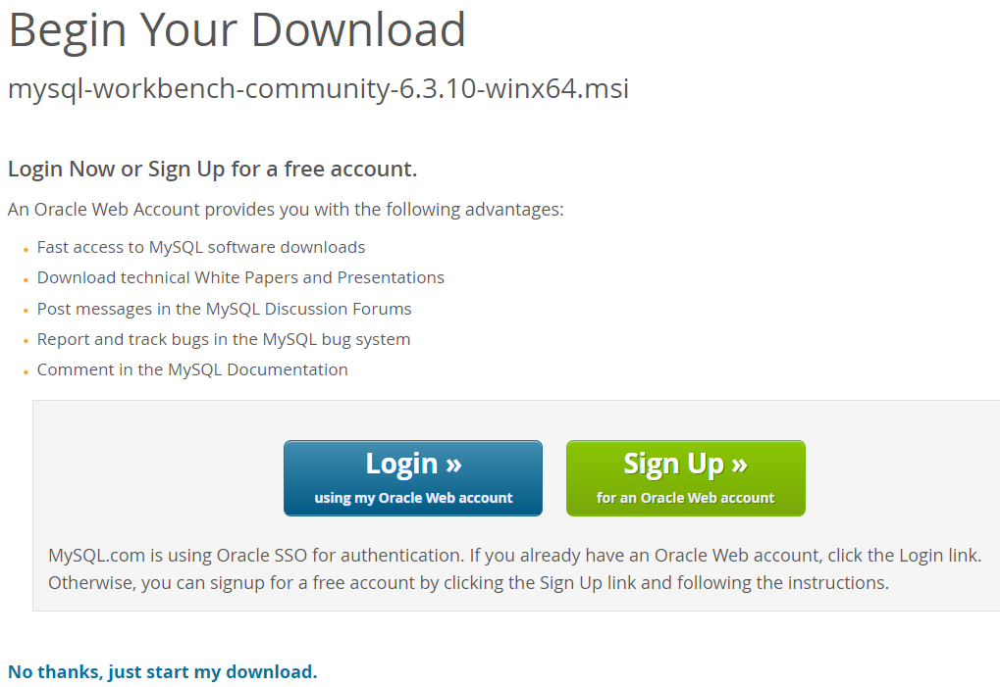 Begin Your Download
mysql-workbench-community-6.3.10-winx64.msi
Login Now or Sign Up for a free account.
An Oracle Web Account provides you with the following advantages:
Fast access to MySQL software downloads
Download technical White Papers and Presentations
Post messages in the MySQL Discussion Forums
Report and track bugs in the MySQL bug system
Comment in the MySQL Documentation
Login »
using my Oracle Web account
Sign Up »
for an Oracle Web account
MySQL.com is using Oracle SSO for authentication. If you already have an Oracle Web account, click the Login link.
Otherwise, you can signup for a free account by clicking the Sign Up link and following the instructions.
No thanks, just start my download.